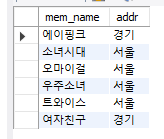 mem_name addr
에이핑크 경기
소녀시대 서울
오마이걸 서울
우주소녀 서울
트와이스 서울
여자친구 경기